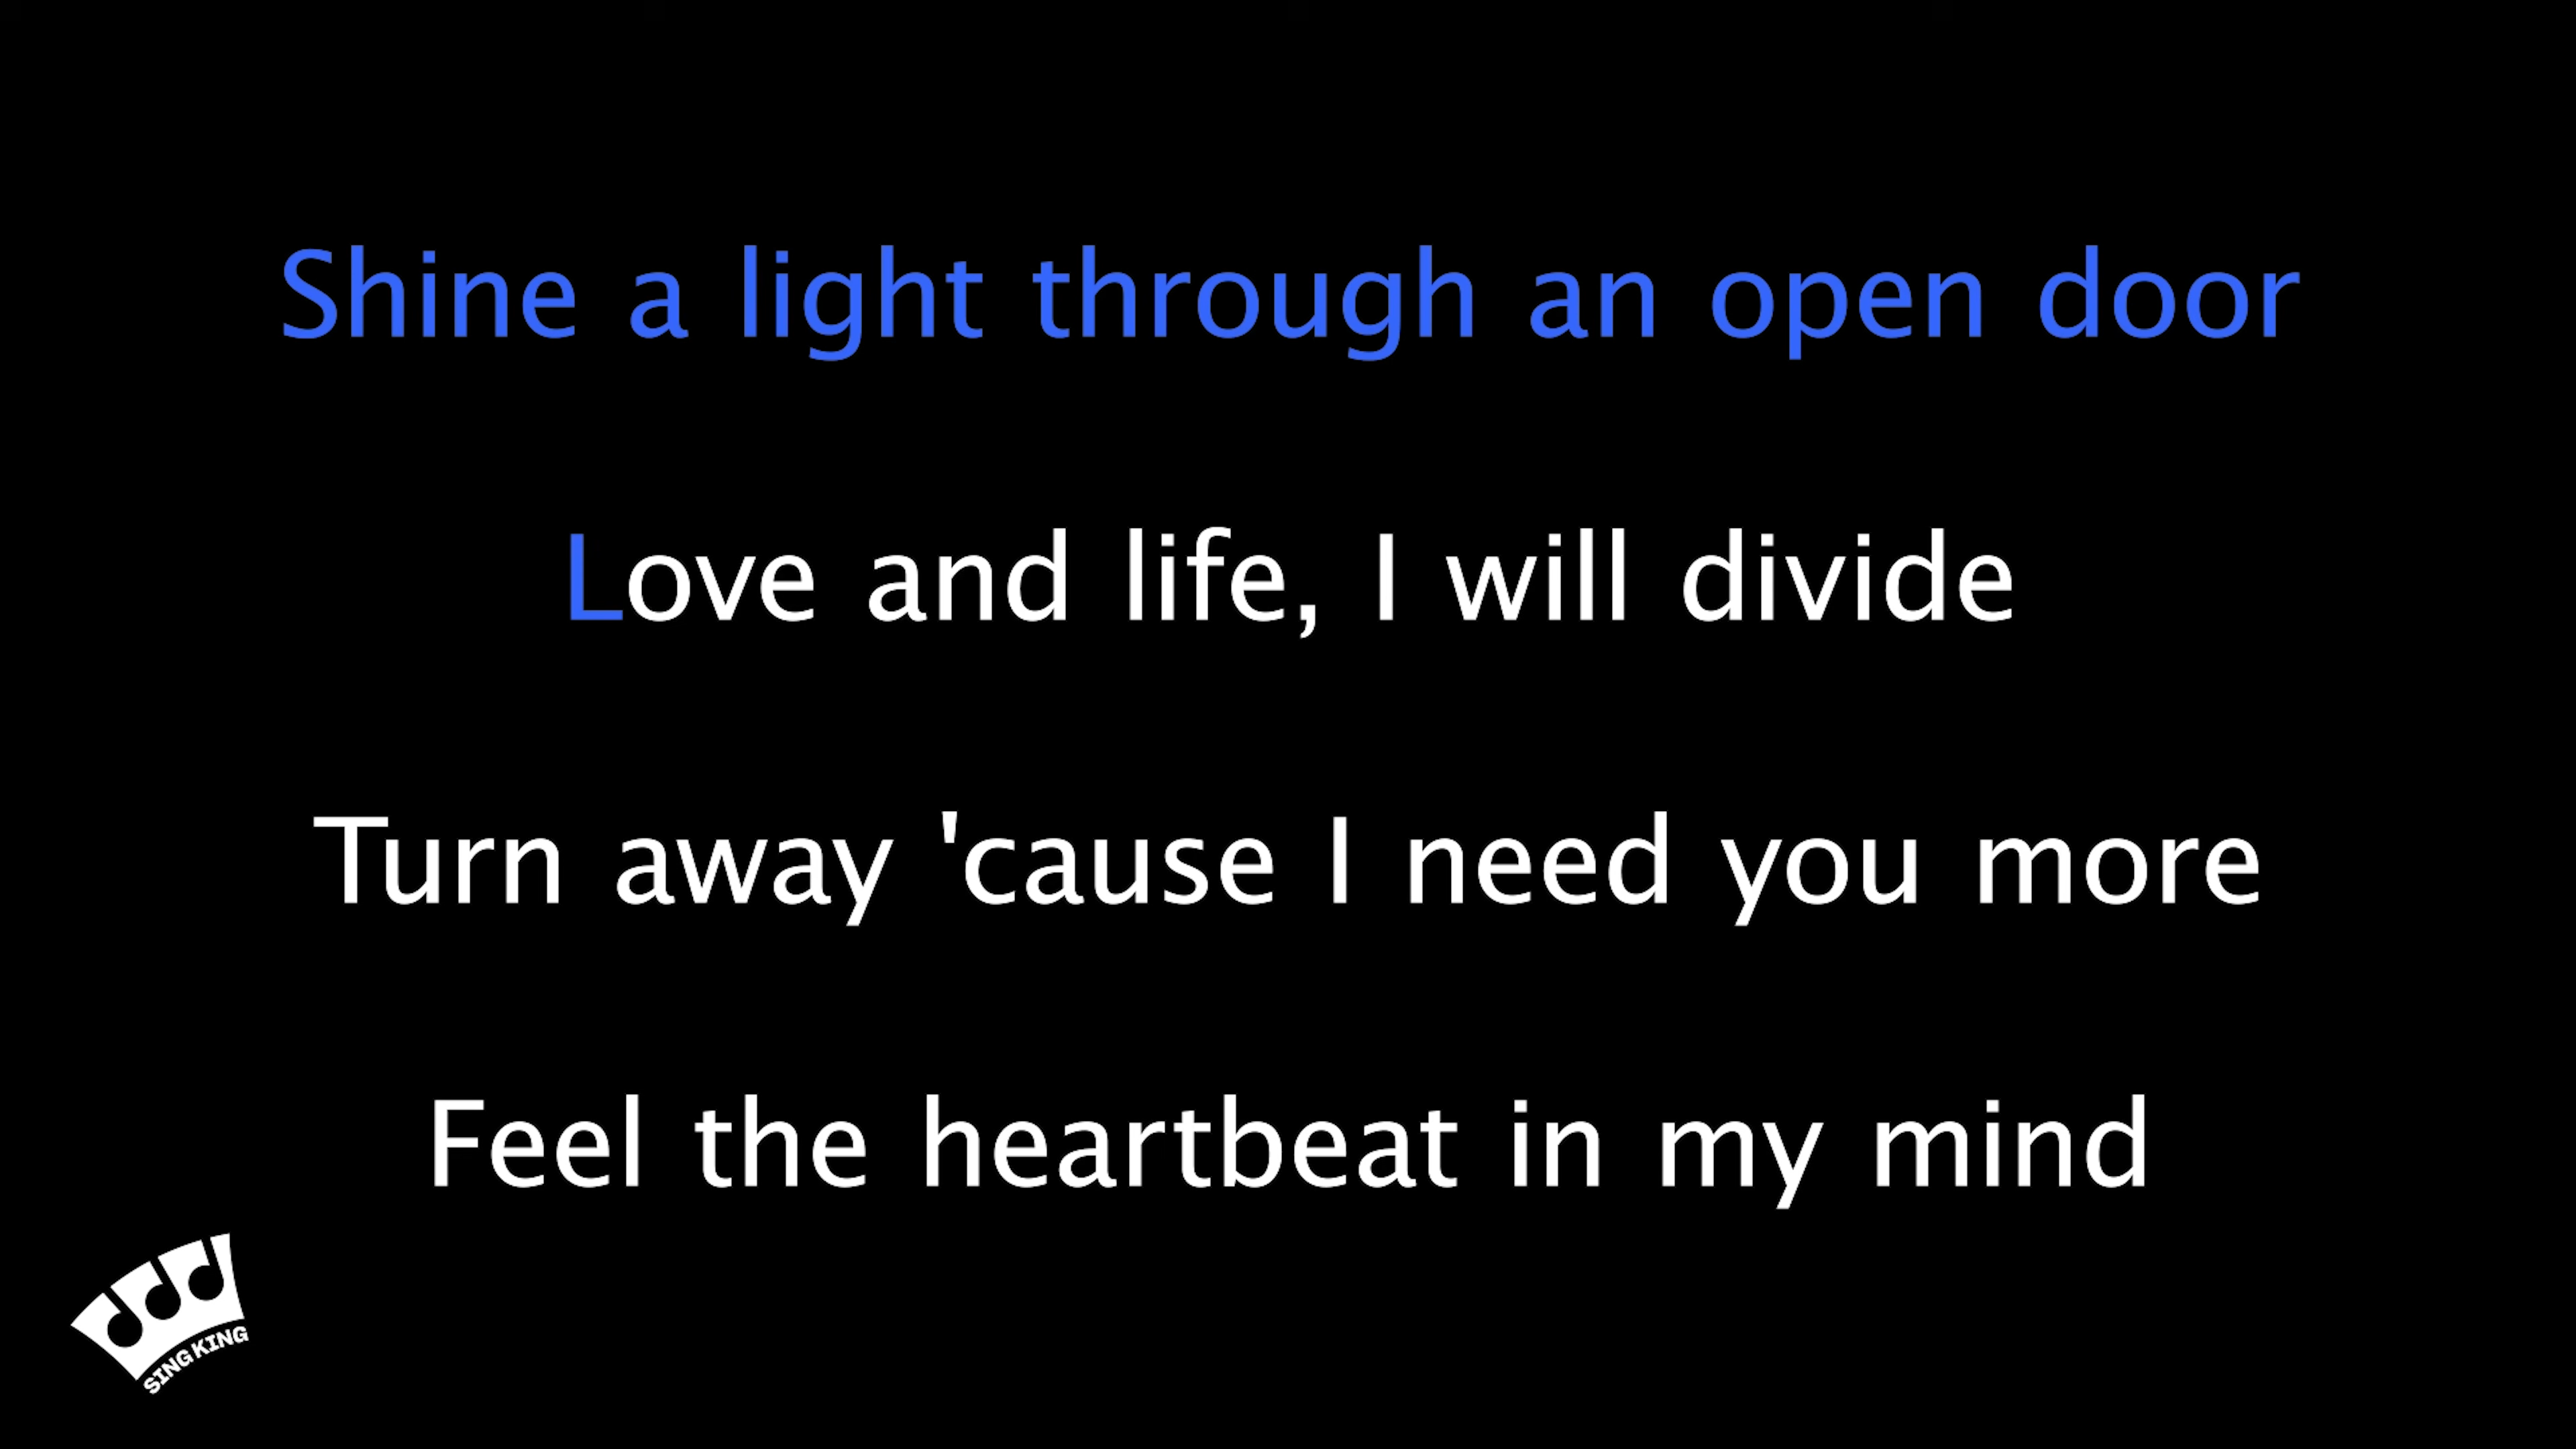 Shine a light through an open door
Love and life, I will divide
Turn away 'cause I need you more
Feel the heartbeat in my mind
SING KING